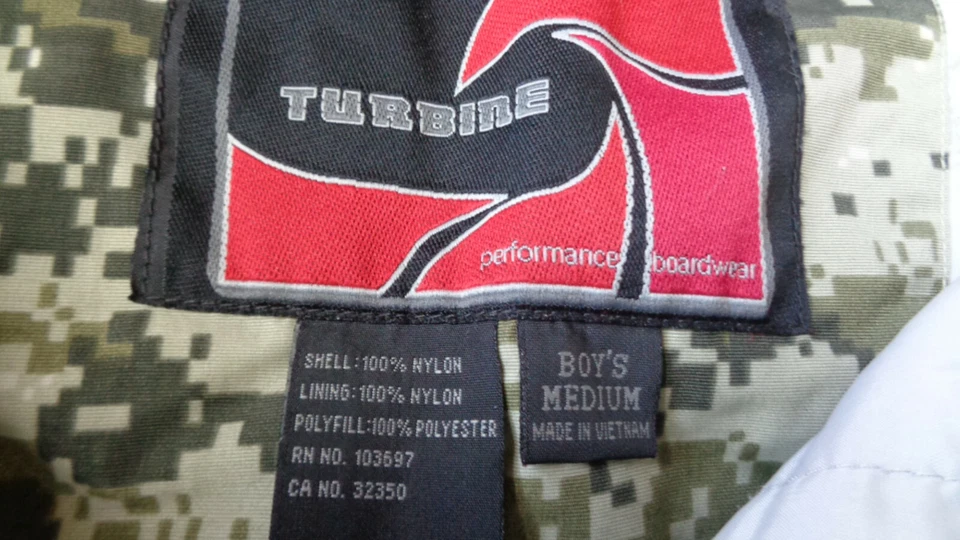 TURBINE
performance boardwear
SHELL:100% NYLON
LINING:100% NYLON
POLYFILL:100% POLYESTER
RN NO. 103697
CA NO. 32350
BOY'S
MEDIUM
MADE IN VIETNAM